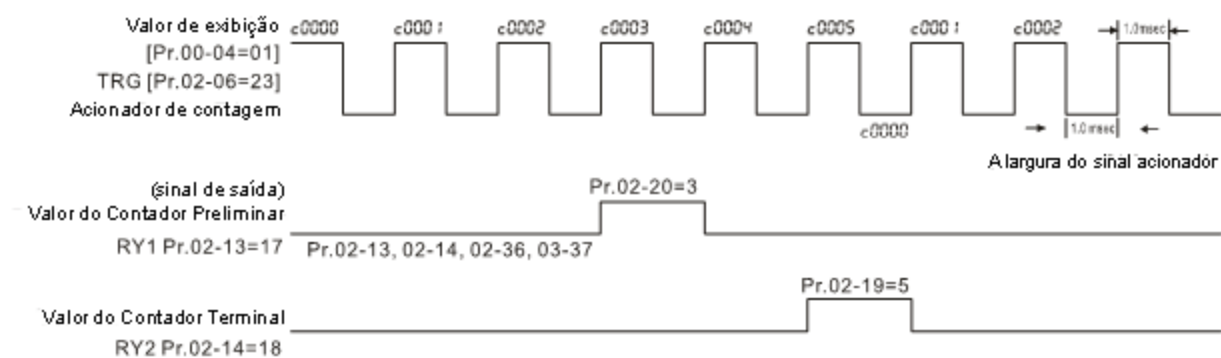 Valor de exibição c0000 c0001 c0002 c0003 c0004 c0005 c0001 c0002 1.0msec
[Pr.00-04=01]
TRG [Pr.02-06=23]
Acionador de contagem
c0000 1.0 msec
A largura do sinal acionador
(sinal de saída) Pr.02-20=3
Valor do Contador Preliminar
RY1 Pr.02-13=17 Pr.02-13, 02-14, 02-36, 03-37
Pr.02-19=5
Valor do Contador Terminal
RY2 Pr.02-14=18